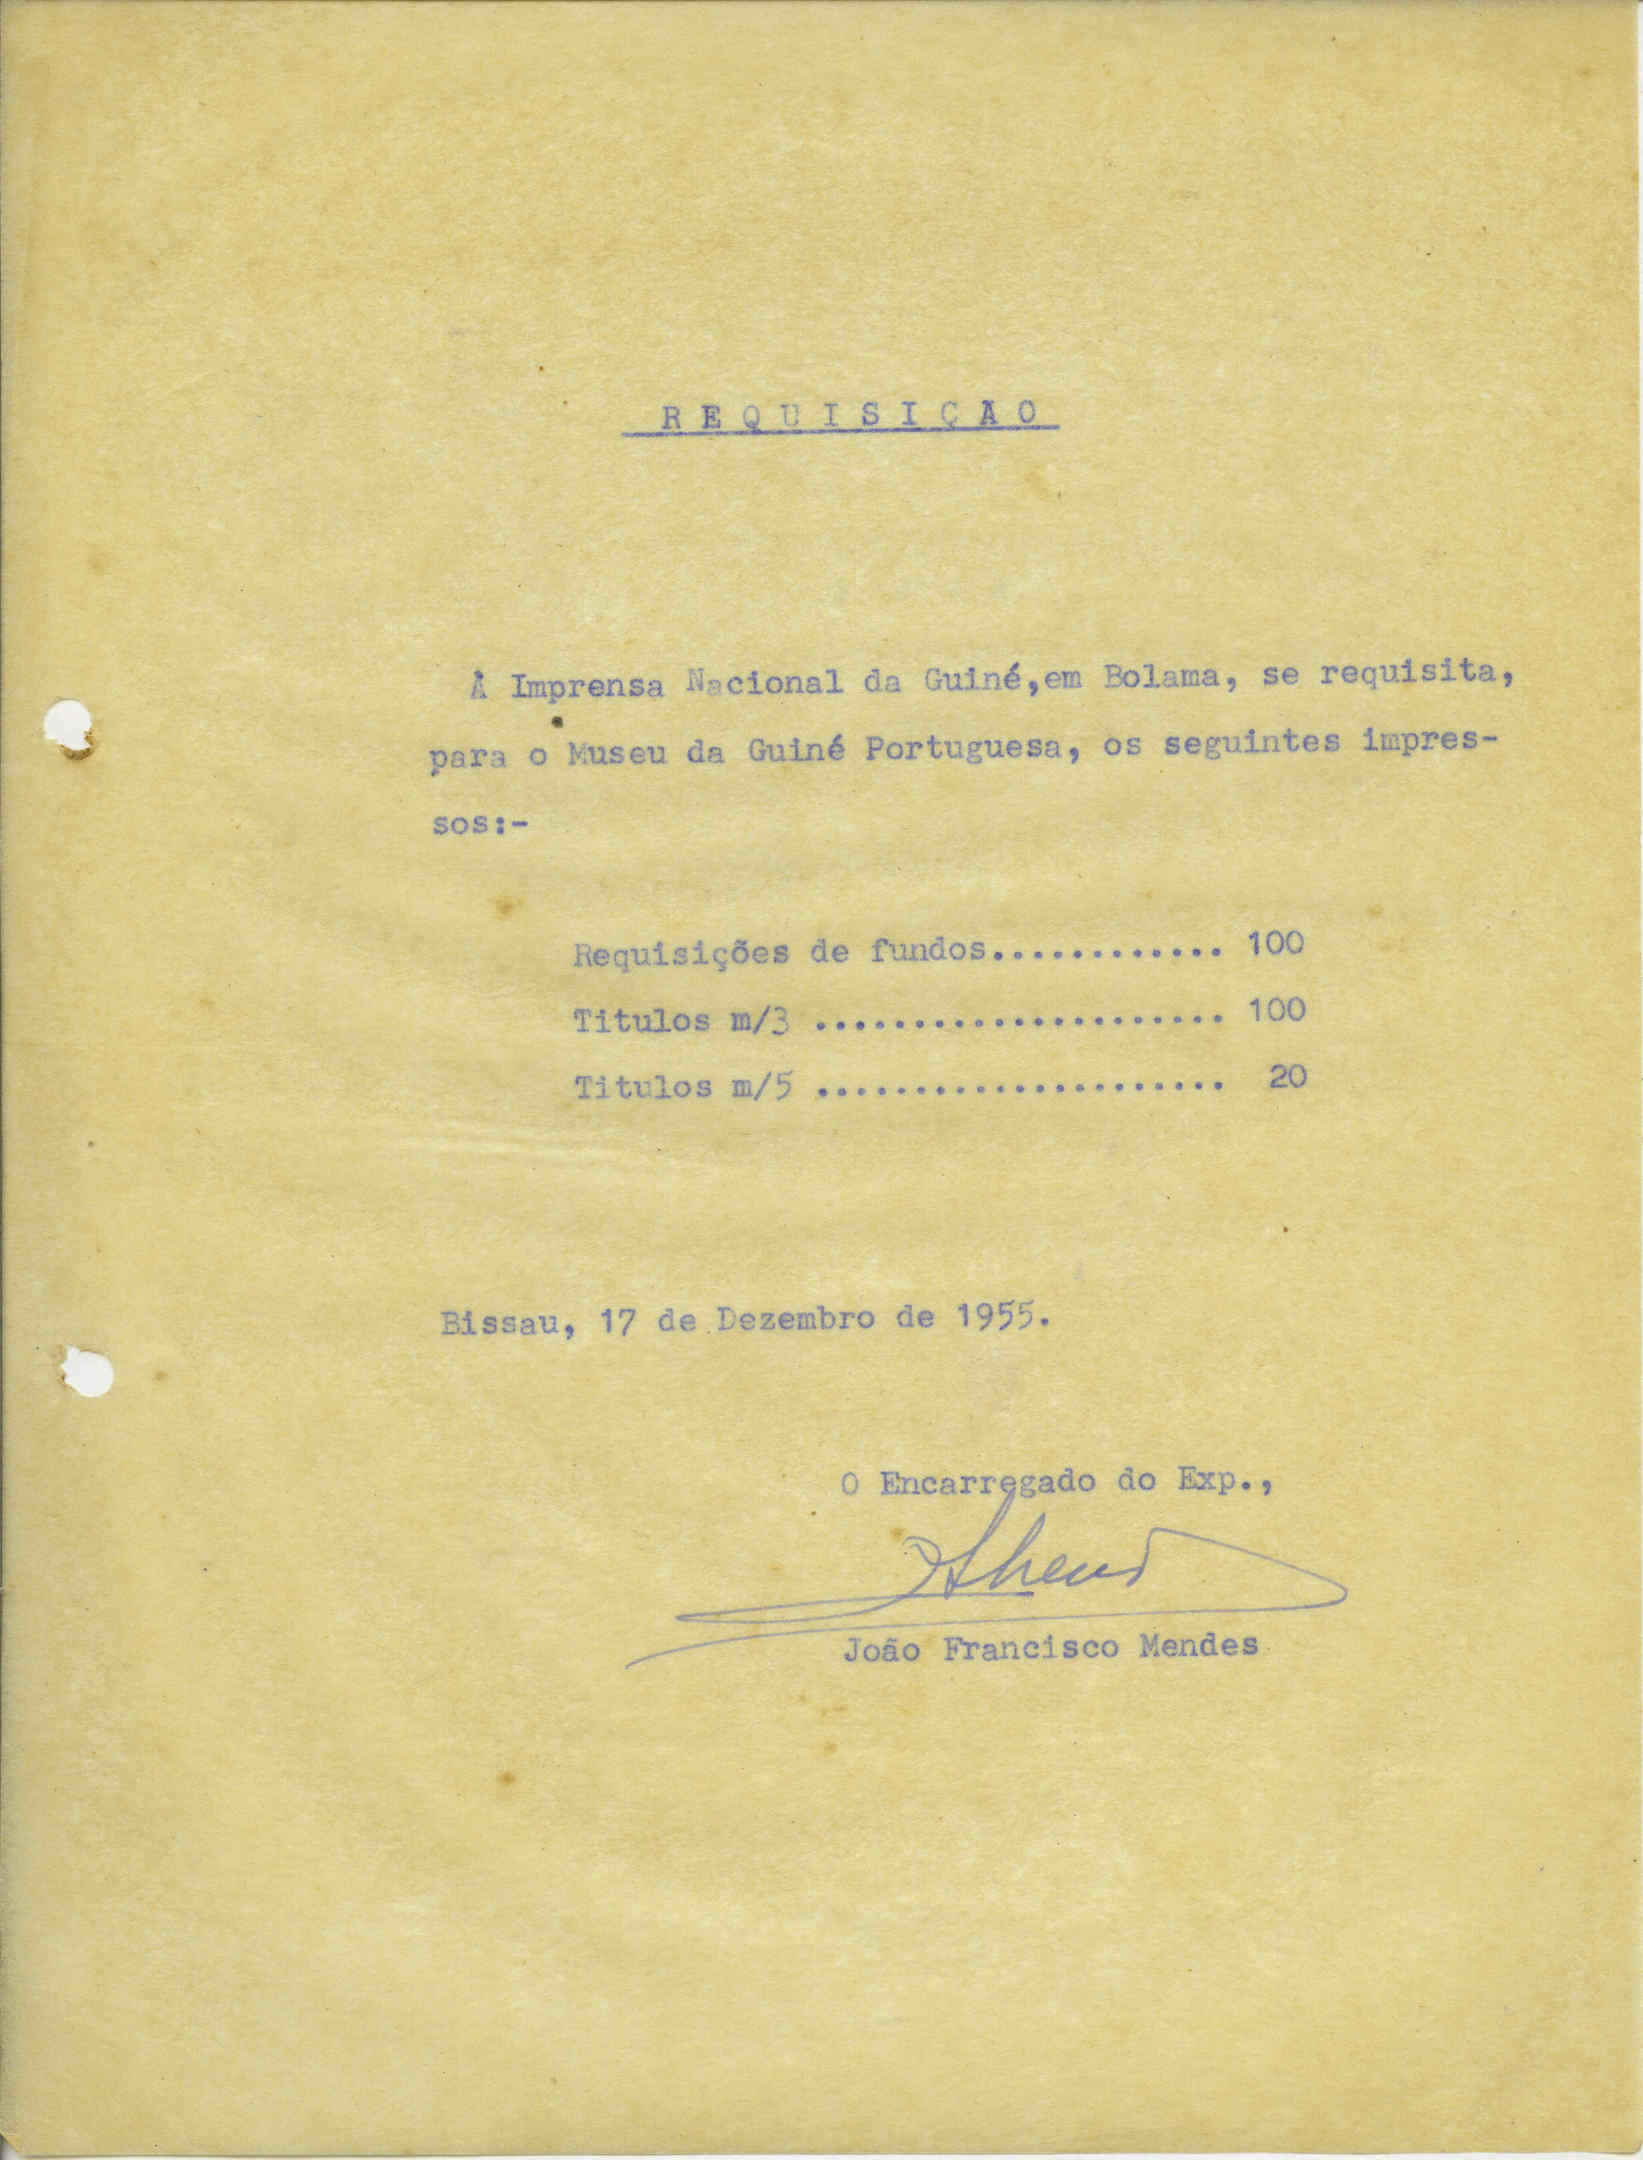 REQUISIÇAO
À Imprensa Nacional da Guiné,em Bolama, se requisita,
para o Museu da Guiné Portuguesa, os seguintes impres-
sos:-
Requisições de fundos............ 100
Titulos m/3 ..................... 100
Titulos m/5 ..................... 20
Bissau, 17 de Dezembro de 1955.
O Encarregado do Exp.,
João Francisco Mendes